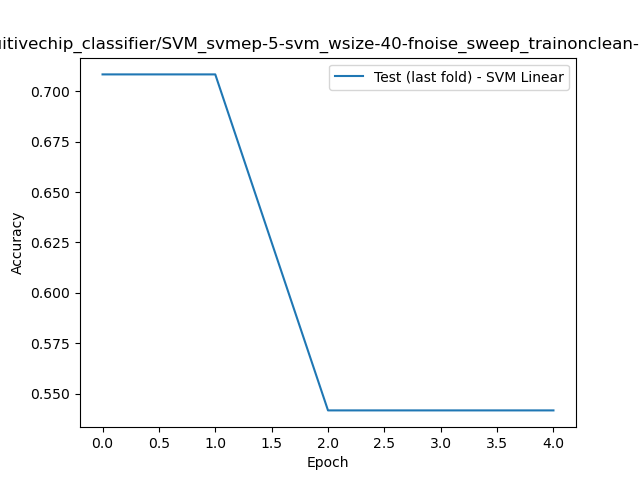 uitivechip_classifier/SVM_svmep-5-svm_wsize-40-fnoise_sweep_trainonclean-
Test (last fold) - SVM Linear
0.700
0.675
0.650
0.625
0.600
0.575
0.550
Accuracy
0.0 0.5 1.0 1.5 2.0 2.5 3.0 3.5 4.0
Epoch